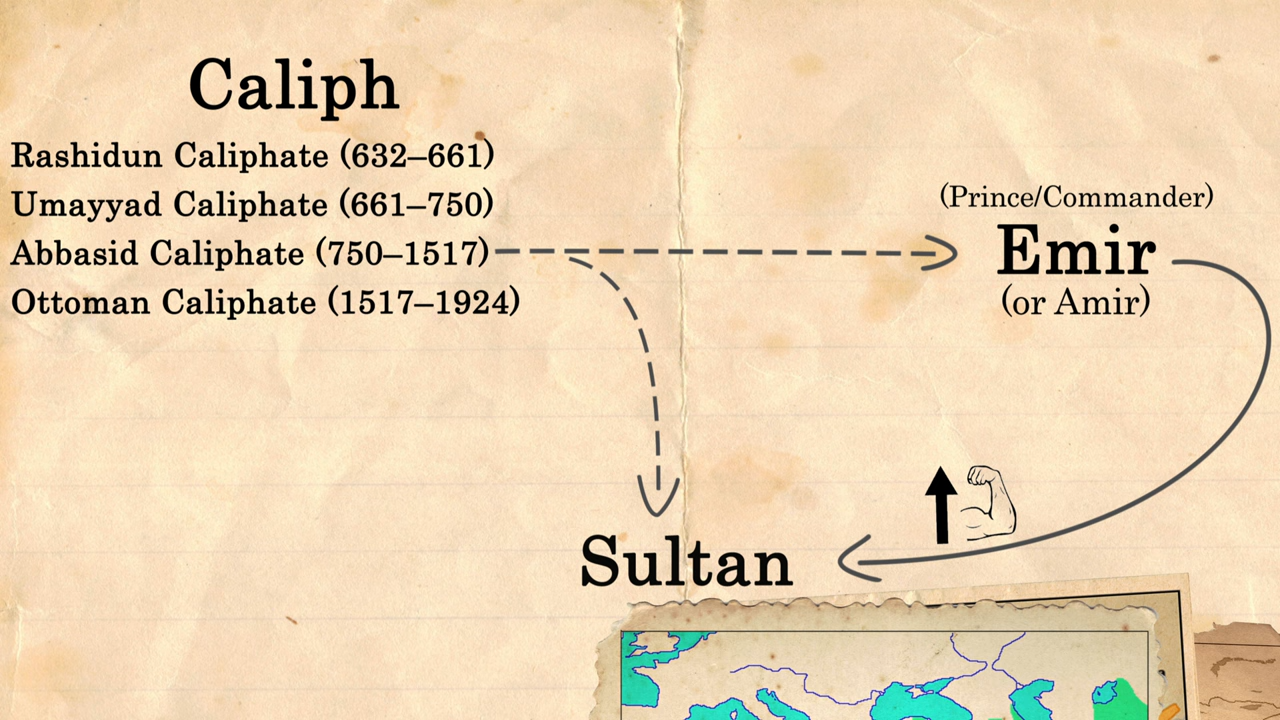 Caliph
Rashidun Caliphate (632–661)
Umayyad Caliphate (661–750)
Abbasid Caliphate (750–1517)
Ottoman Caliphate (1517–1924)
(Prince/Commander)
Emir
(or Amir)
Sultan